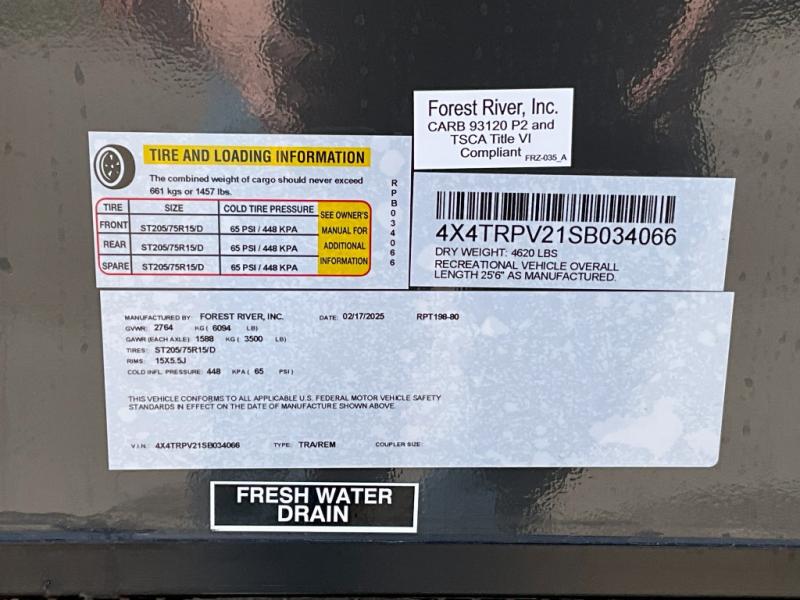 Forest River, Inc.
CARB 93120 P2 and
TSCA Title VI
Compliant FRZ-035_A
TIRE AND LOADING INFORMATION
The combined weight of cargo should never exceed
661 kgs or 1457 lbs.
TIRE SIZE COLD TIRE PRESSURE SEE OWNER'S MANUAL FOR ADDITIONAL INFORMATION
FRONT ST205/75R15/D 65 PSI / 448 KPA
REAR ST205/75R15/D 65 PSI / 448 KPA
SPARE ST205/75R15/D 65 PSI / 448 KPA
RPB034066
4X4TRPV21SB034066
DRY WEIGHT: 4620 LBS
RECREATIONAL VEHICLE OVERALL
LENGTH 25'6" AS MANUFACTURED.
MANUFACTURED BY: FOREST RIVER, INC. DATE: 02/17/2025 RPT198-80
GVWR: 2764 KG ( 6094 LB)
GAWR (EACH AXLE): 1588 KG ( 3500 LB)
TIRES: ST205/75R15/D
RIMS: 15X5.5J
COLD INFL. PRESSURE: 448 KPA ( 65 PSI )
THIS VEHICLE CONFORMS TO ALL APPLICABLE U.S. FEDERAL MOTOR VEHICLE SAFETY
STANDARDS IN EFFECT ON THE DATE OF MANUFACTURE SHOWN ABOVE.
V.I.N.: 4X4TRPV21SB034066 TYPE: TRA/REM COUPLER SIZE:
FRESH WATER
DRAIN